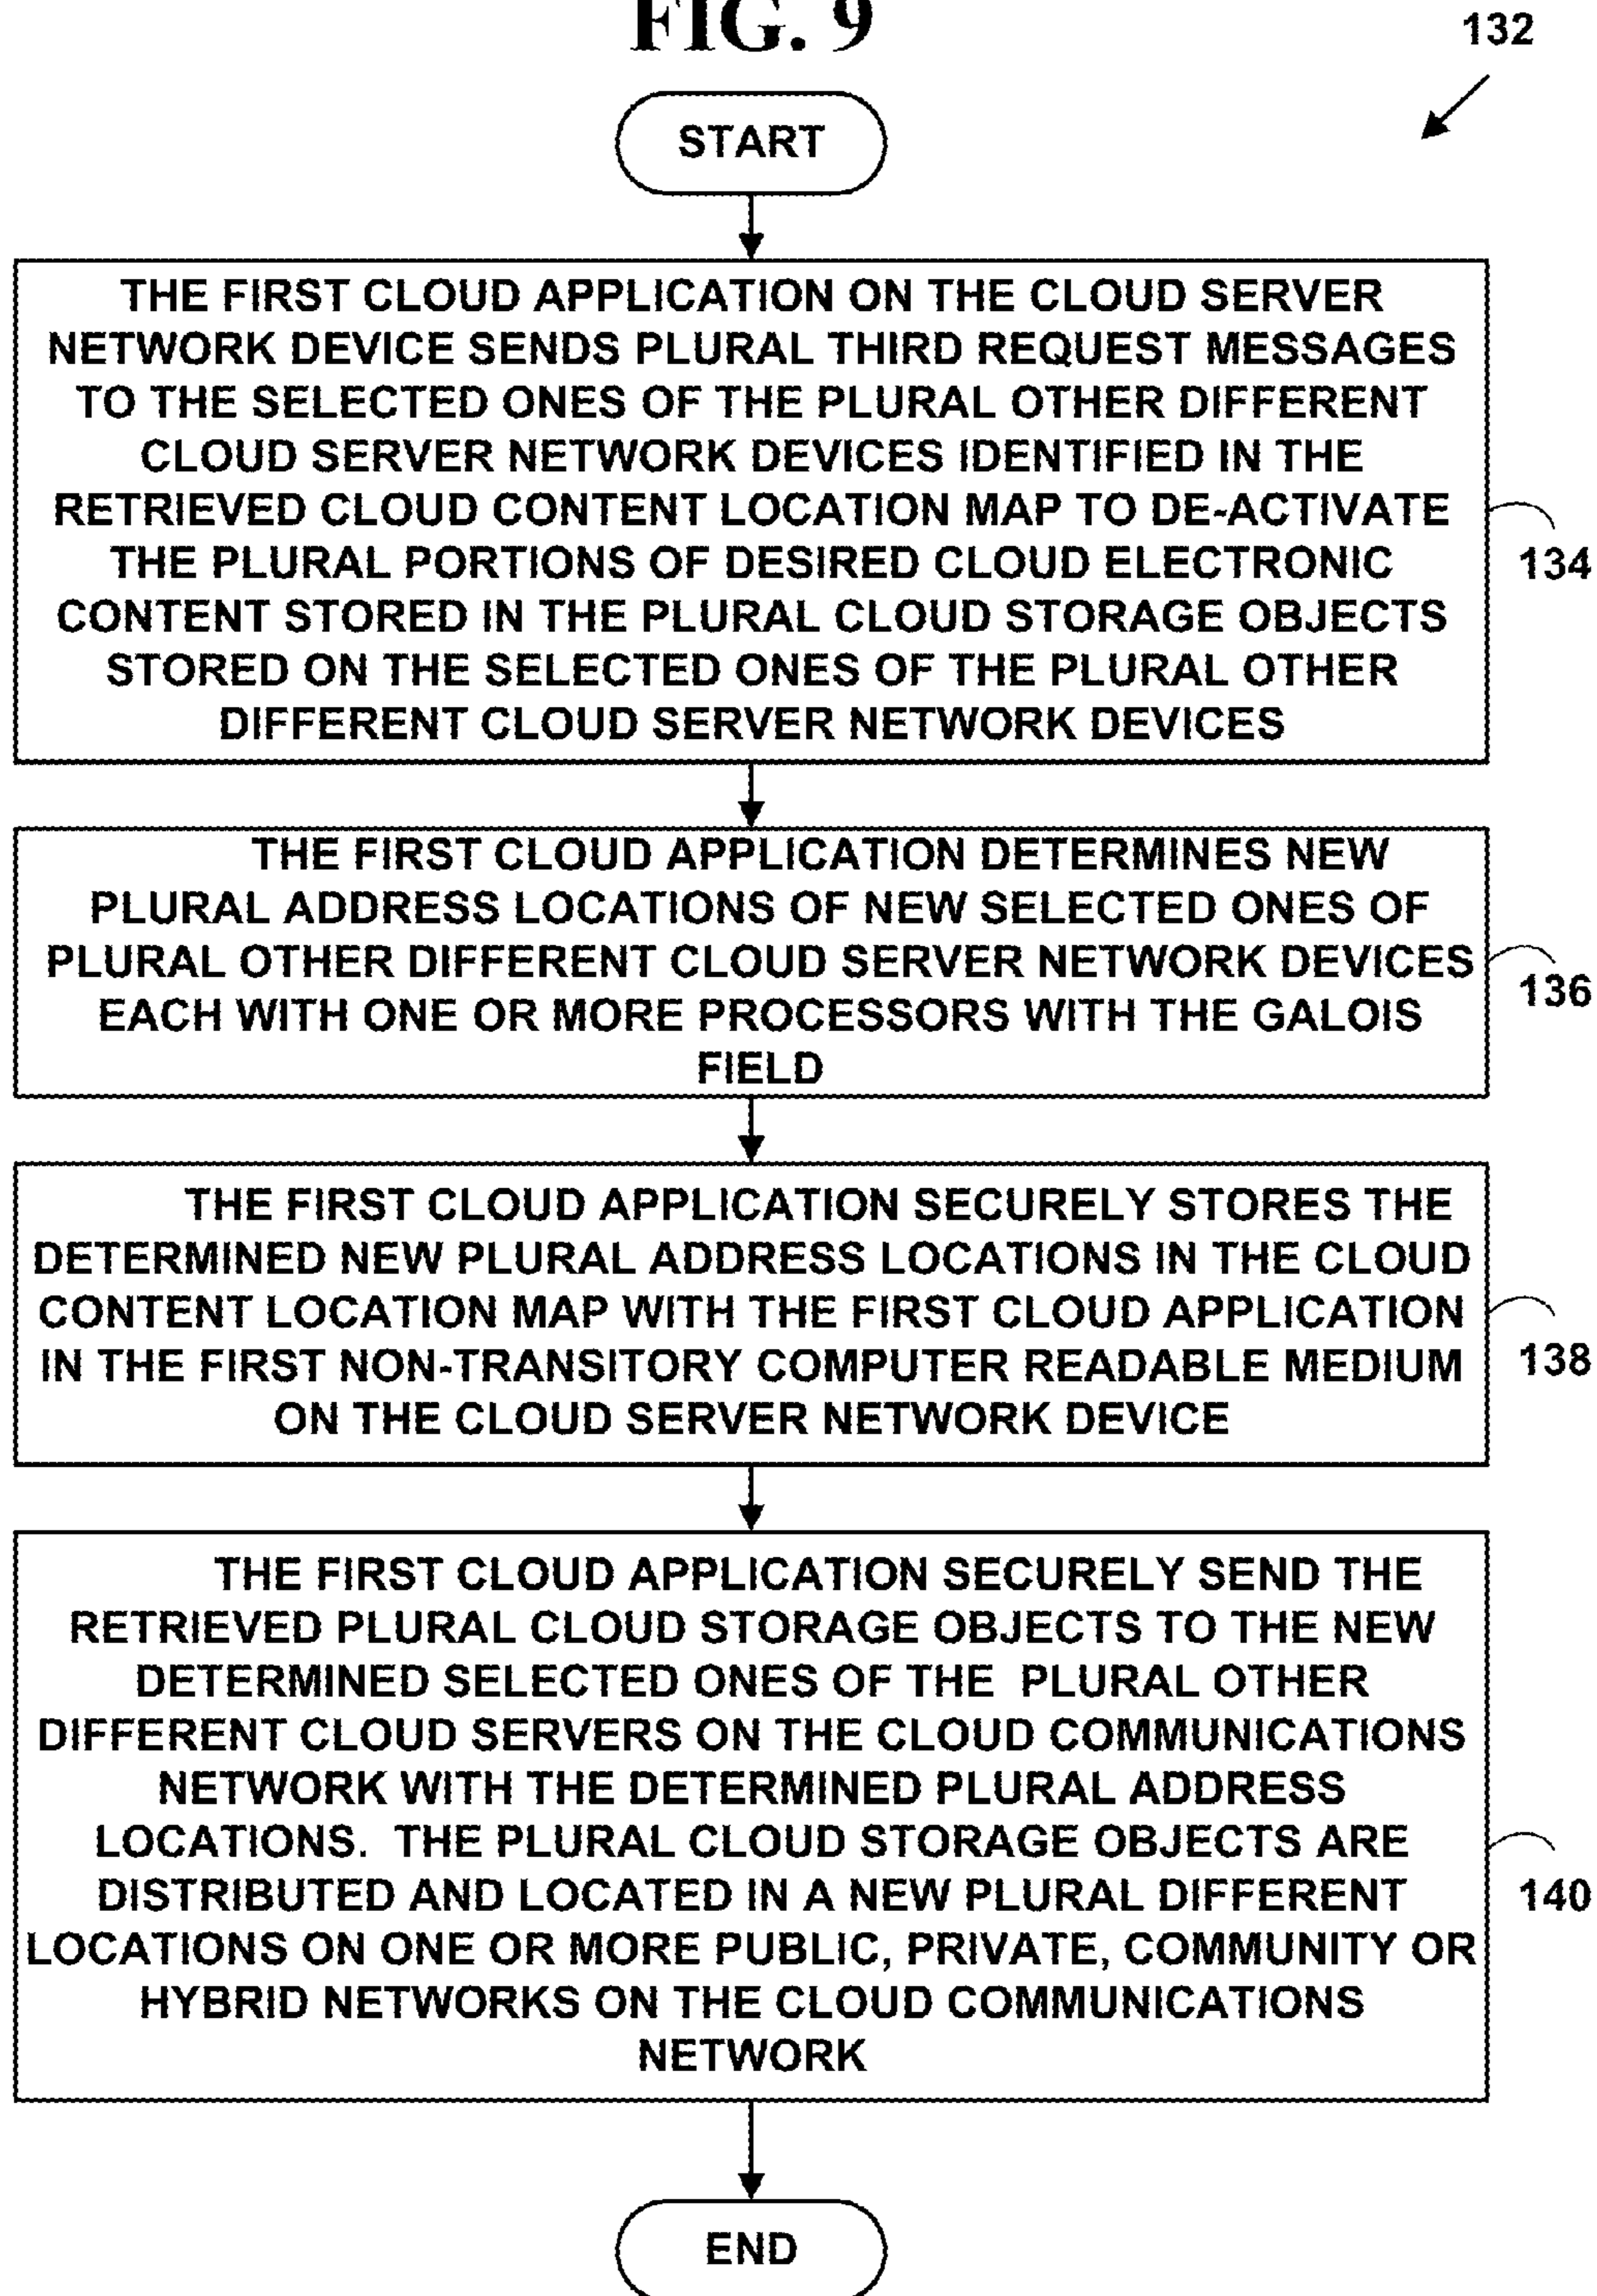 FIG. 9
132
START
THE FIRST CLOUD APPLICATION ON THE CLOUD SERVER
NETWORK DEVICE SENDS PLURAL THIRD REQUEST MESSAGES
TO THE SELECTED ONES OF THE PLURAL OTHER DIFFERENT
CLOUD SERVER NETWORK DEVICES IDENTIFIED IN THE
RETRIEVED CLOUD CONTENT LOCATION MAP TO DE-ACTIVATE
THE PLURAL PORTIONS OF DESIRED CLOUD ELECTRONIC
CONTENT STORED IN THE PLURAL CLOUD STORAGE OBJECTS
STORED ON THE SELECTED ONES OF THE PLURAL OTHER
DIFFERENT CLOUD SERVER NETWORK DEVICES
134
THE FIRST CLOUD APPLICATION DETERMINES NEW
PLURAL ADDRESS LOCATIONS OF NEW SELECTED ONES OF
PLURAL OTHER DIFFERENT CLOUD SERVER NETWORK DEVICES
EACH WITH ONE OR MORE PROCESSORS WITH THE GALOIS
FIELD
136
THE FIRST CLOUD APPLICATION SECURELY STORES THE
DETERMINED NEW PLURAL ADDRESS LOCATIONS IN THE CLOUD
CONTENT LOCATION MAP WITH THE FIRST CLOUD APPLICATION
IN THE FIRST NON-TRANSITORY COMPUTER READABLE MEDIUM
ON THE CLOUD SERVER NETWORK DEVICE
138
THE FIRST CLOUD APPLICATION SECURELY SEND THE
RETRIEVED PLURAL CLOUD STORAGE OBJECTS TO THE NEW
DETERMINED SELECTED ONES OF THE PLURAL OTHER
DIFFERENT CLOUD SERVERS ON THE CLOUD COMMUNICATIONS
NETWORK WITH THE DETERMINED PLURAL ADDRESS
LOCATIONS. THE PLURAL CLOUD STORAGE OBJECTS ARE
DISTRIBUTED AND LOCATED IN A NEW PLURAL DIFFERENT
LOCATIONS ON ONE OR MORE PUBLIC, PRIVATE, COMMUNITY OR
HYBRID NETWORKS ON THE CLOUD COMMUNICATIONS
NETWORK
140
END